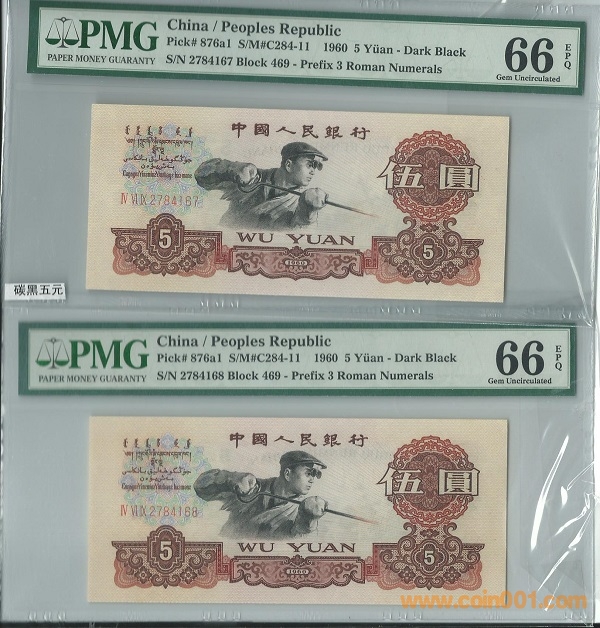 PMG
PAPER MONEY GUARANTY
China / Peoples Republic
Pick# 876a1 S/M#C284-11 1960 5 Yüan - Dark Black
S/N 2784167 Block 469 - Prefix 3 Roman Numerals
66 EPQ
Gem Uncirculated
中國人民銀行
伍圓
IV VI IX 2784167
5
WU YUAN
1960
5
碳黑五元
PMG
PAPER MONEY GUARANTY
China / Peoples Republic
Pick# 876a1 S/M#C284-11 1960 5 Yüan - Dark Black
S/N 2784168 Block 469 - Prefix 3 Roman Numerals
66 EPQ
Gem Uncirculated
中國人民銀行
伍圓
IV VI IX 2784168
5
WU YUAN
1960
5
www.coin001.com